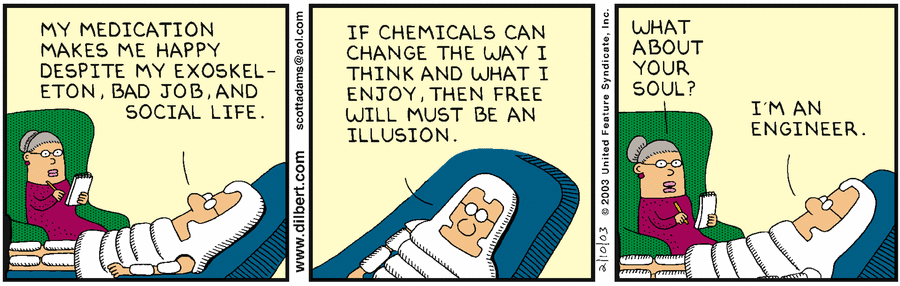 MY MEDICATION
MAKES ME HAPPY
DESPITE MY EXOSKEL-
ETON, BAD JOB, AND
SOCIAL LIFE.
www.dilbert.com
scottadams@aol.com
IF CHEMICALS CAN
CHANGE THE WAY I
THINK AND WHAT I
ENJOY, THEN FREE
WILL MUST BE AN
ILLUSION.
2/10/03 © 2003 United Feature Syndicate, Inc.
WHAT
ABOUT
YOUR
SOUL?
I'M AN
ENGINEER.